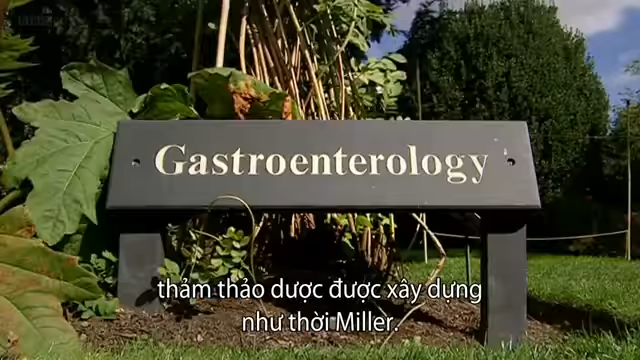 Gastroenterology
thảm thảo dược được xây dựng
như thời Miller.